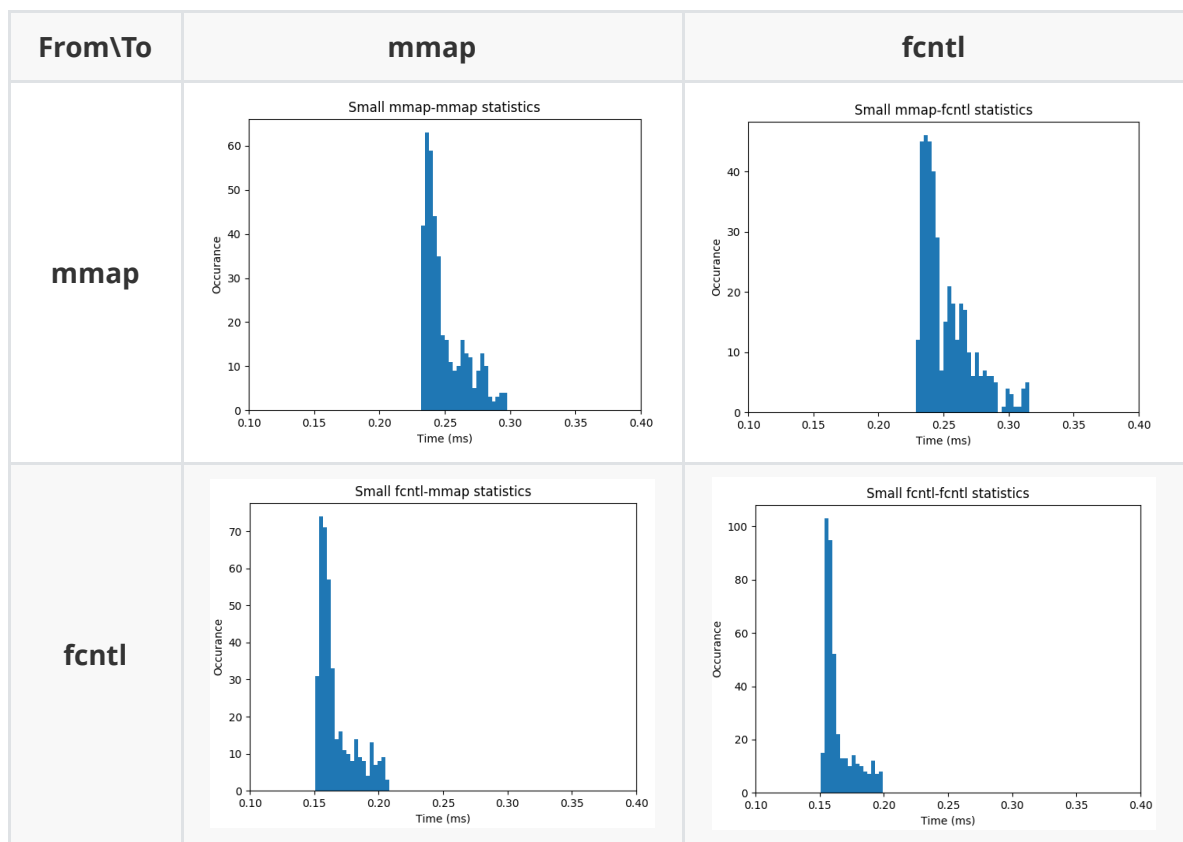 From\To mmap fcntl
mmap
Small mmap-mmap statistics
Occurance
60
50
40
30
20
10
0
0.10 0.15 0.20 0.25 0.30 0.35 0.40
Time (ms)
Small mmap-fcntl statistics
Occurance
40
30
20
10
0
0.10 0.15 0.20 0.25 0.30 0.35 0.40
Time (ms)
fcntl
Small fcntl-mmap statistics
Occurance
70
60
50
40
30
20
10
0
0.10 0.15 0.20 0.25 0.30 0.35 0.40
Time (ms)
Small fcntl-fcntl statistics
Occurance
100
80
60
40
20
0
0.10 0.15 0.20 0.25 0.30 0.35 0.40
Time (ms)